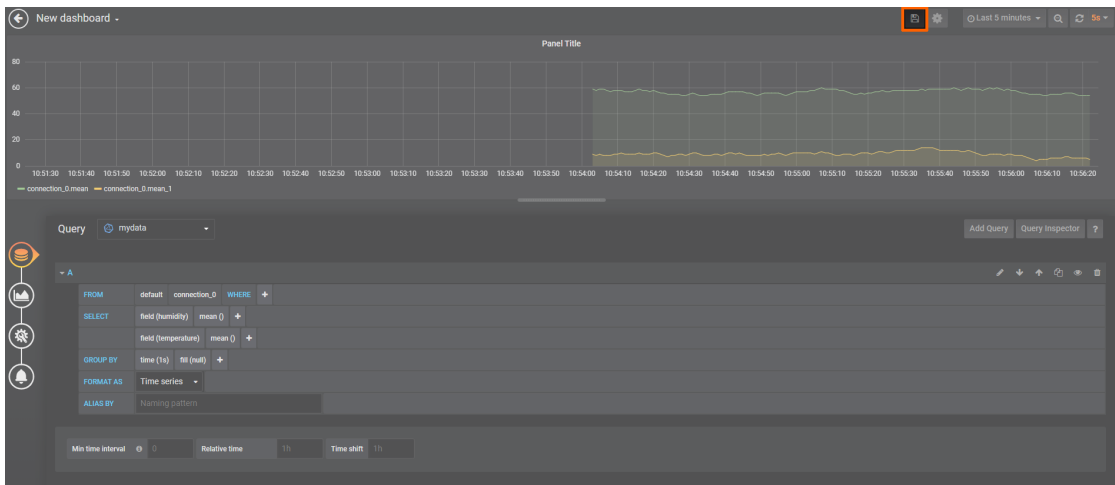 New dashboard
Last 5 minutes 5s
Panel Title
80
60
40
20
0
10:51:30 10:51:40 10:51:50 10:52:00 10:52:10 10:52:20 10:52:30 10:52:40 10:52:50 10:53:00 10:53:10 10:53:20 10:53:30 10:53:40 10:53:50 10:54:00 10:54:10 10:54:20 10:54:30 10:54:40 10:54:50 10:55:00 10:55:10 10:55:20 10:55:30 10:55:40 10:55:50 10:56:00 10:56:10 10:56:20
connection_0.mean connection_0.mean_1
Query mydata Add Query Query Inspector ?
A
FROM default connection_0 WHERE +
SELECT field (humidity) mean () +
field (temperature) mean () +
GROUP BY time (1s) fill (null) +
FORMAT AS Time series
ALIAS BY Naming pattern
Min time interval 0 Relative time 1h Time shift 1h